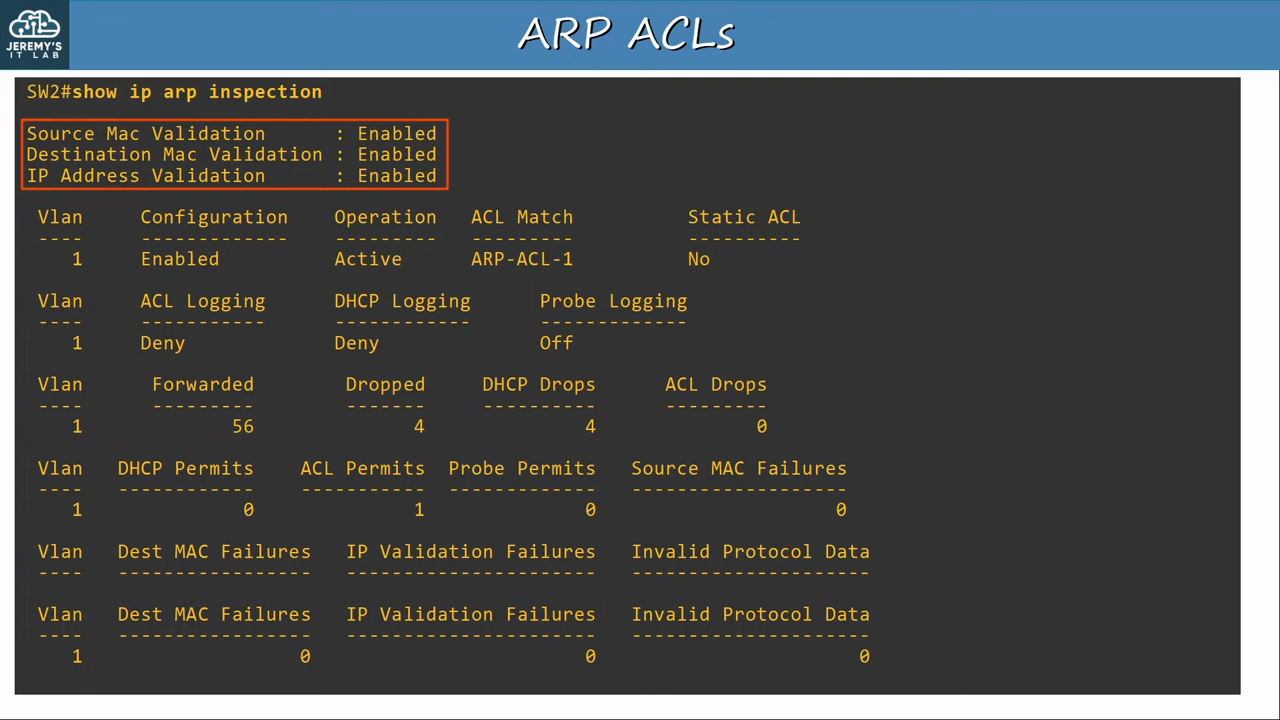 JEREMY'S
IT LAB
ARP ACLs
SW2#show ip arp inspection
Source Mac Validation      : Enabled
Destination Mac Validation : Enabled
IP Address Validation      : Enabled
Vlan     Configuration    Operation   ACL Match          Static ACL
----     -------------    ---------   ---------          ----------
1     Enabled          Active      ARP-ACL-1          No
Vlan     ACL Logging      DHCP Logging      Probe Logging
----     -----------      ------------      -------------
1     Deny             Deny              Off
Vlan      Forwarded        Dropped     DHCP Drops      ACL Drops
----      ---------        -------     ----------      ---------
1             56              4              4              0
Vlan   DHCP Permits    ACL Permits  Probe Permits   Source MAC Failures
----   ------------    -----------  -------------   -------------------
1              0              1              0                     0
Vlan   Dest MAC Failures   IP Validation Failures   Invalid Protocol Data
----   -----------------   ----------------------   ---------------------
Vlan   Dest MAC Failures   IP Validation Failures   Invalid Protocol Data
----   -----------------   ----------------------   ---------------------
1                   0                        0                       0